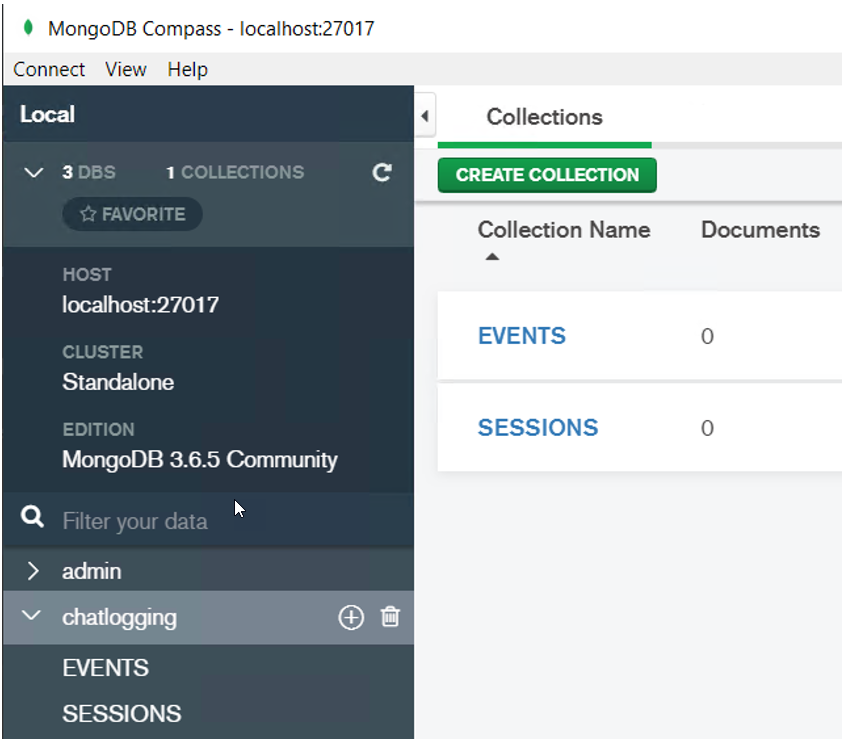 MongoDB Compass - localhost:27017
Connect View Help
Local
3 DBS 1 COLLECTIONS
FAVORITE
HOST
localhost:27017
CLUSTER
Standalone
EDITION
MongoDB 3.6.5 Community
Filter your data
admin
chatlogging
EVENTS
SESSIONS
Collections
CREATE COLLECTION
Collection Name Documents
EVENTS 0
SESSIONS 0